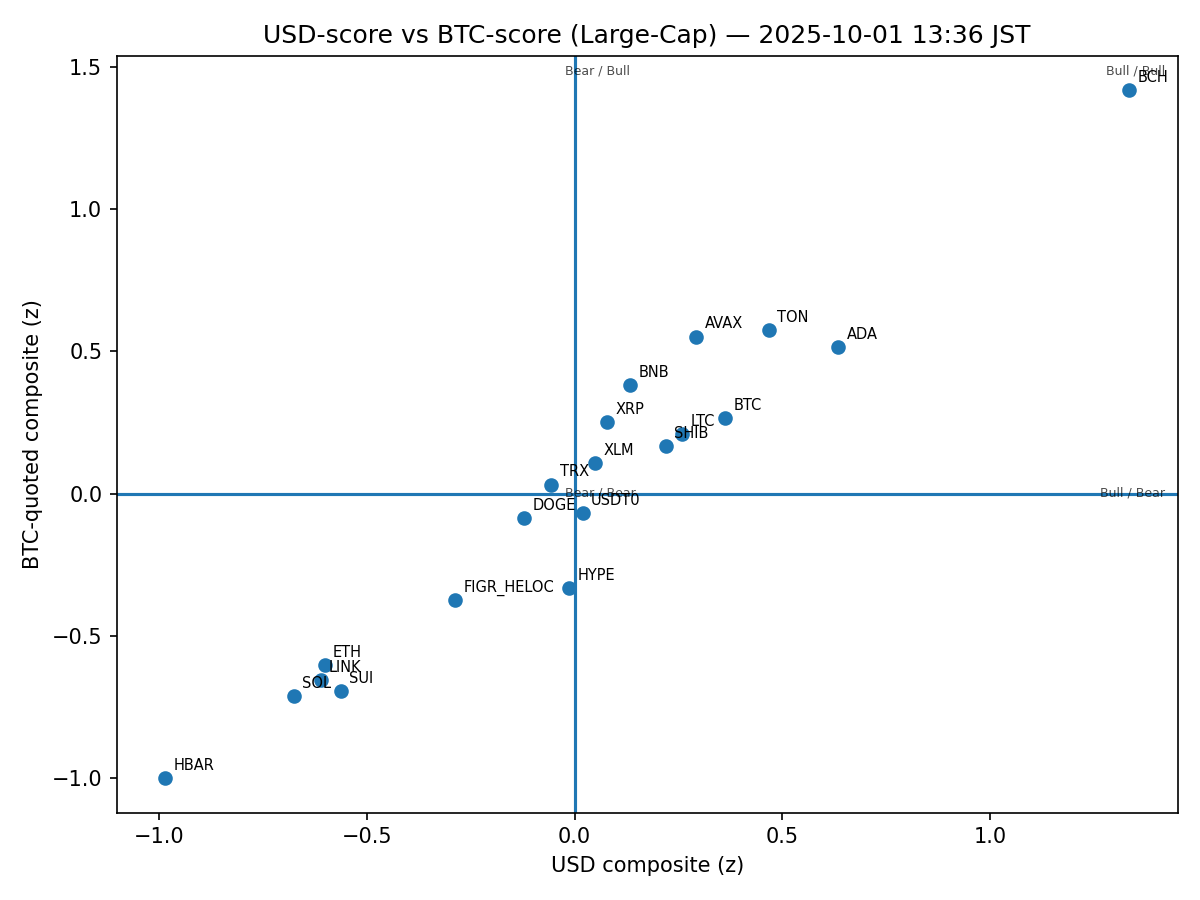 USD-score vs BTC-score (Large-Cap) — 2025-10-01 13:36 JST
1.5
Bear / Bull
Bull / Bull
BCH
1.0
TON
AVAX
ADA
0.5
BNB
BTC
XRP
LTC
SHIB
XLM
TRX
0.0
Bear / Bear
Bull / Bear
USDT0
DOGE
HYPE
FIGR_HELOC
−0.5
ETH
LINK
SUI
SOL
HBAR
−1.0
−1.0
−0.5
0.0
0.5
1.0
USD composite (z)
BTC-quoted composite (z)